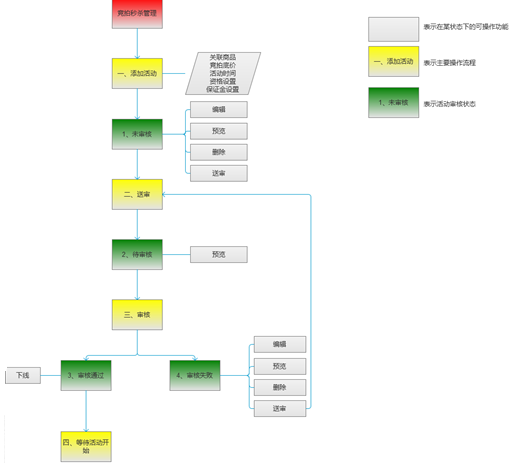 竞拍秒杀管理
表示在某状态下的可操作功能
一、添加活动
关联商品
竞拍底价
活动时间
资格设置
保证金设置
一、添加活动
表示主要操作流程
1、未审核
表示活动审核状态
编辑
1、未审核
预览
删除
送审
二、送审
2、待审核
预览
三、审核
下线
3、审核通过
4、审核失败
编辑
预览
删除
送审
四、等待活动开
始